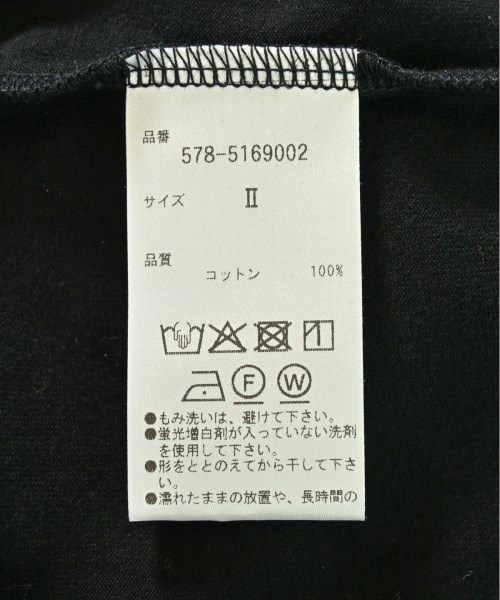 品番
578-5169002
サイズ Ⅱ
品質
コットン 100%
F W
●もみ洗いは、避けて下さい。
●蛍光増白剤が入っていない洗剤
を使用して下さい。
●形をととのえてから干して下さ
い。
●濡れたままの放置や、長時間の